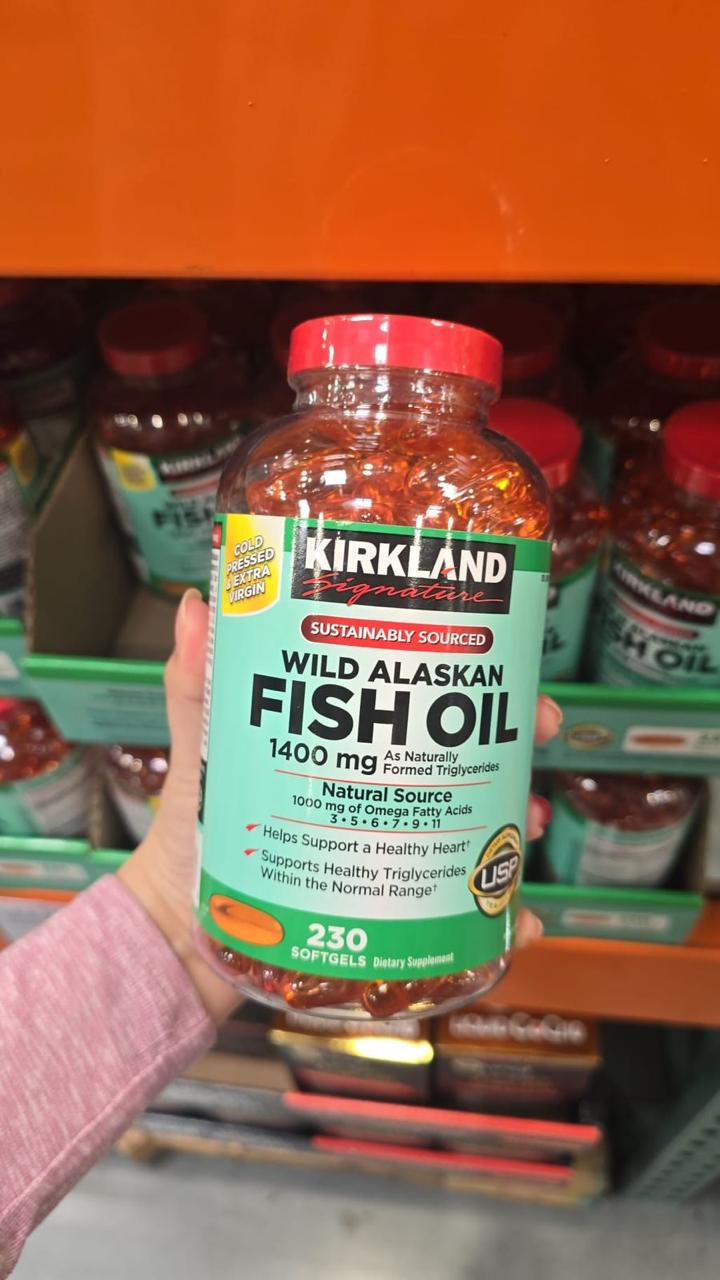 COLD
PRESSED
& EXTRA
VIRGIN
KIRKLAND
Signature
SUSTAINABLY SOURCED
WILD ALASKAN
FISH OIL
1400 mg As Naturally
Formed Triglycerides
Natural Source
1000 mg of Omega Fatty Acids
3 • 5 • 6 • 7 • 9 • 11
Helps Support a Healthy Heart†
Supports Healthy Triglycerides
Within the Normal Range†
USP
230
SOFTGELS Dietary Supplement
KIRKLAND
KIRKLAND
FISH OIL